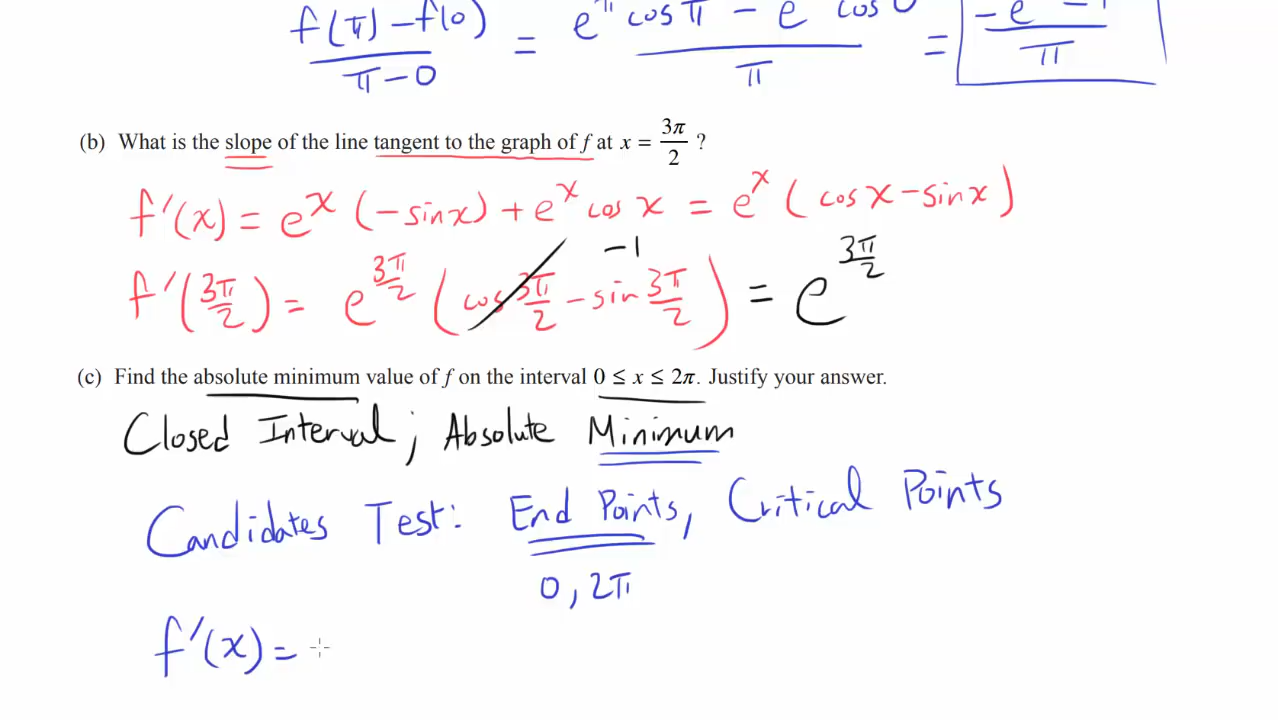 f(π) − f(0) / π − 0 = e^π cos π − e cos 0 / π = −e − 1 / π
(b) What is the slope of the line tangent to the graph of f at x = 3π/2 ?
f'(x) = e^x (−sin x) + e^x cos x = e^x (cos x − sin x)
−1
f'(3π/2) = e^(3π/2) (cos 3π/2 − sin 3π/2) = e^(3π/2)
(c) Find the absolute minimum value of f on the interval 0 ≤ x ≤ 2π. Justify your answer.
Closed Interval; Absolute Minimum
Candidates Test: End Points, Critical Points
0, 2π
f'(x) =